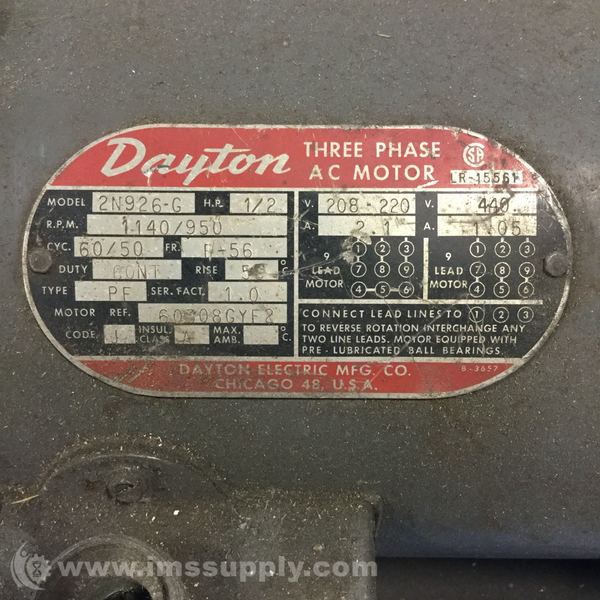 Dayton THREE PHASE AC MOTOR
SA
LR-15561
MODEL 2N926-G H.P. 1/2
R.P.M. 1140/950
CYC. 60/50 FR. F-56
DUTY CONT RISE °C
TYPE PF SER. FACT. 1.0
MOTOR REF.
CODE INSUL. CLASS A MAX. AMB. °C
V. 208-220 V. 440
A. 2.1 A. 1.05
1 2 3 1 2 3
9 LEAD MOTOR 7 8 9 9 LEAD MOTOR 4 5 6
4 5 6 7 8 9
CONNECT LEAD LINES TO 1 2 3
TO REVERSE ROTATION INTERCHANGE ANY
TWO LINE LEADS. MOTOR EQUIPPED WITH
PRE-LUBRICATED BALL BEARINGS.
DAYTON ELECTRIC MFG. CO.
CHICAGO 48, U.S.A.
B-3657
www.imssupply.com